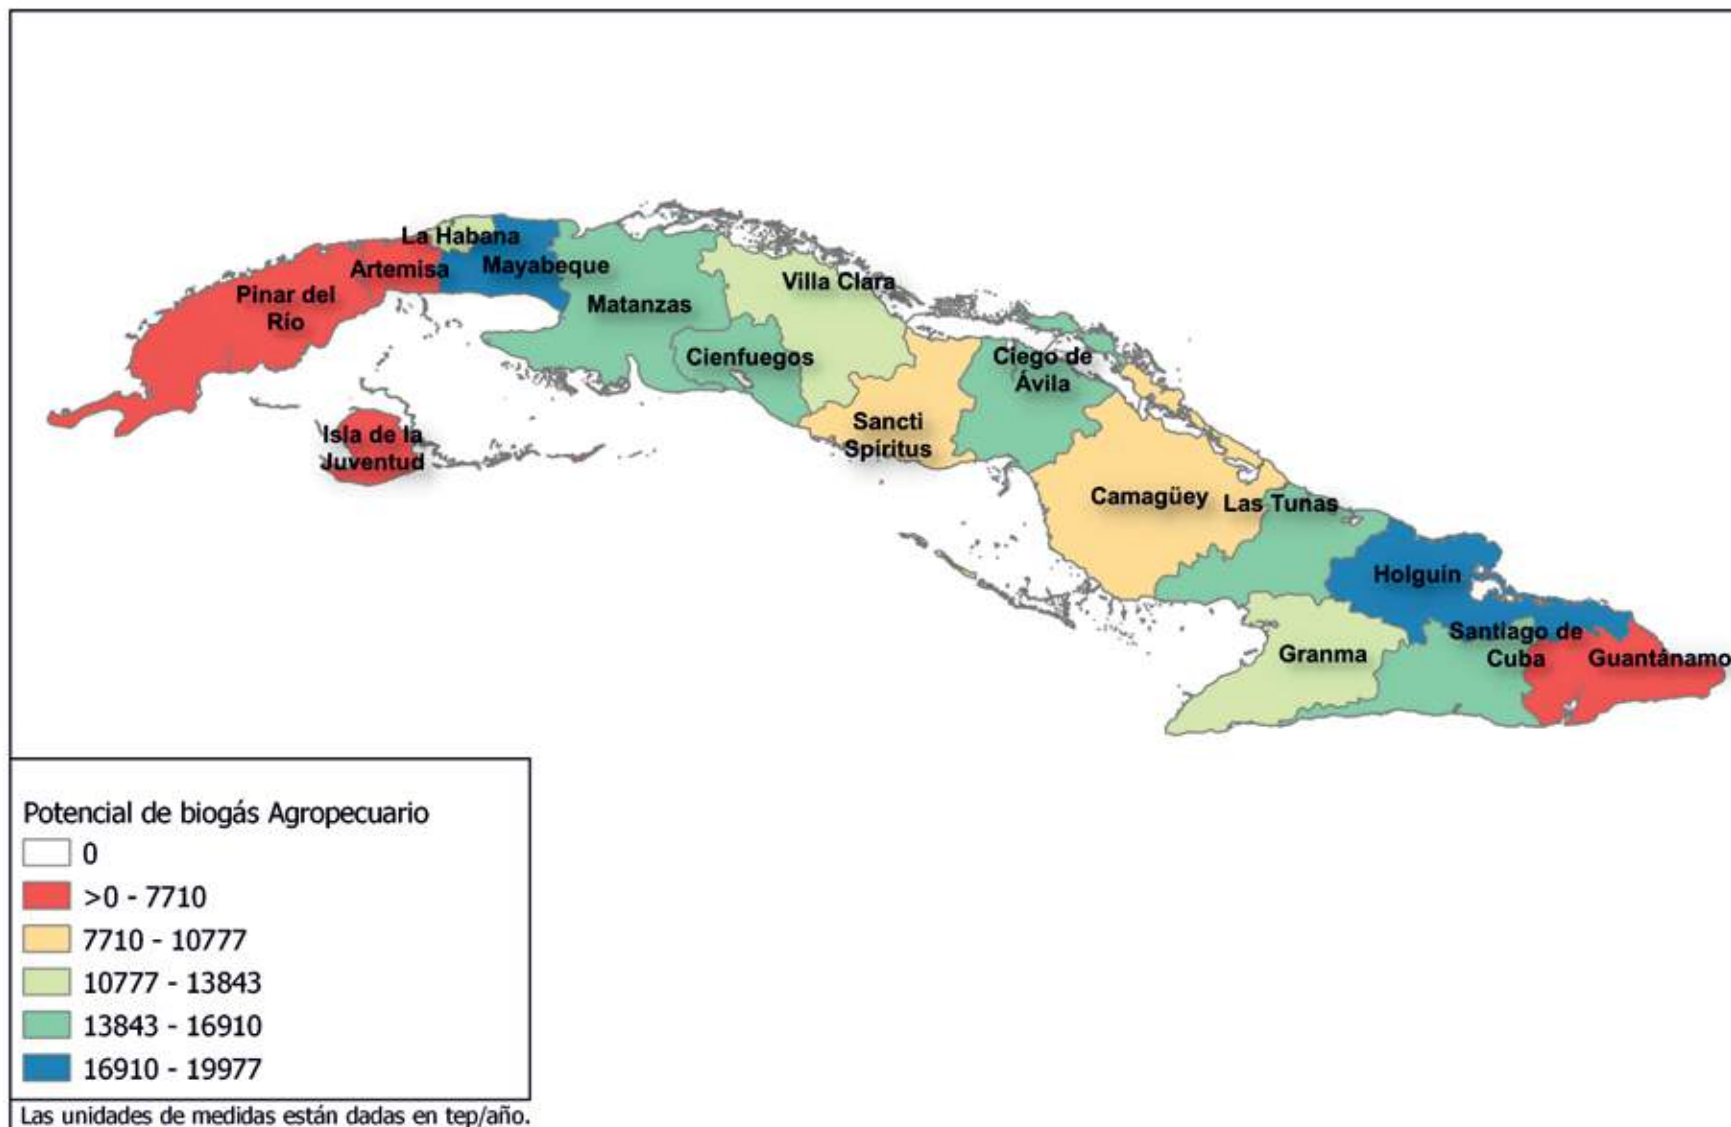 La Habana
Artemisa
Mayabeque
Pinar del
Río
Matanzas
Villa Clara
Cienfuegos
Ciego de
Ávila
Isla de la
Juventud
Sancti
Spíritus
Camagüey
Las Tunas
Holguín
Santiago de
Cuba
Granma
Guantánamo
Potencial de biogás Agropecuario
0
>0 - 7710
7710 - 10777
10777 - 13843
13843 - 16910
16910 - 19977
Las unidades de medidas están dadas en tep/año.